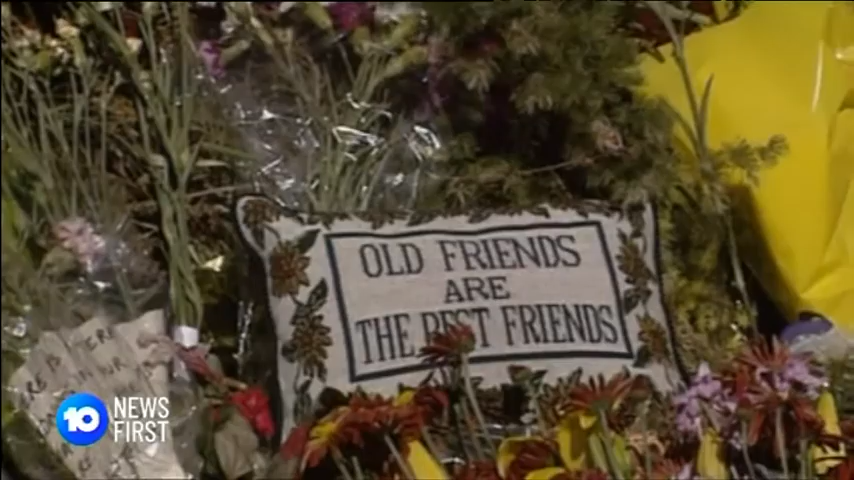 OLD FRIENDS
ARE
THE BEST FRIENDS
10 NEWS
FIRST